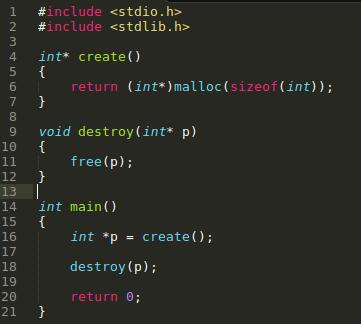 1 #include <stdio.h>
2 #include <stdlib.h>
3
4 int* create()
5 {
6     return (int*)malloc(sizeof(int));
7 }
8
9 void destroy(int* p)
10 {
11     free(p);
12 }
13
14 int main()
15 {
16     int *p = create();
17
18     destroy(p);
19
20     return 0;
21 }